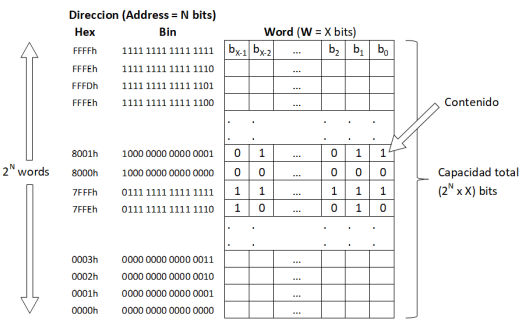 Direccion (Address = N bits)
Hex Bin Word (W = X bits)
FFFFh 1111 1111 1111 1111 bX-1 bX-2 ... b2 b1 b0
FFFEh 1111 1111 1111 1110 ...
FFFDh 1111 1111 1111 1101 ...
FFFEh 1111 1111 1111 1100 ...
. . . . .
. . . . .
Contenido
8001h 1000 0000 0000 0001 0 1 ... 0 1 1
8000h 1000 0000 0000 0000 0 0 ... 0 0 0
7FFFh 0111 1111 1111 1111 1 1 ... 1 1 1
7FFEh 0111 1111 1111 1110 1 0 ... 0 1 0
2^N words
Capacidad total
(2^N x X) bits
. . . . .
. . . . .
0003h 0000 0000 0000 0011 ...
0002h 0000 0000 0000 0010 ...
0001h 0000 0000 0000 0001 ...
0000h 0000 0000 0000 0000 ...